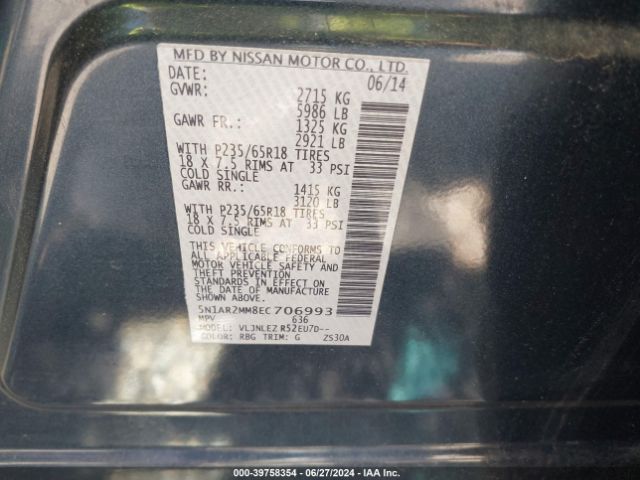 MFD BY NISSAN MOTOR CO., LTD.
DATE: 06/14
GVWR: 2715 KG
5986 LB
GAWR FR.: 1325 KG
2921 LB
WITH P235/65R18 TIRES
18 X 7.5 RIMS AT 33 PSI
COLD SINGLE
GAWR RR.: 1415 KG
3120 LB
WITH P235/65R18 TIRES
18 X 7.5 RIMS AT 33 PSI
COLD SINGLE
THIS VEHICLE CONFORMS TO
ALL APPLICABLE FEDERAL
MOTOR VEHICLE SAFETY AND
THEFT PREVENTION
STANDARDS IN EFFECT ON
THE DATE OF MANUFACTURE
SHOWN ABOVE.
5N1AR2MM8EC706993
MPV 636
MODEL: VLJNLEZ R52EU7D--
COLOR: RBG TRIM: G ZS30A
000-39758354 | 06/27/2024 - IAA Inc.